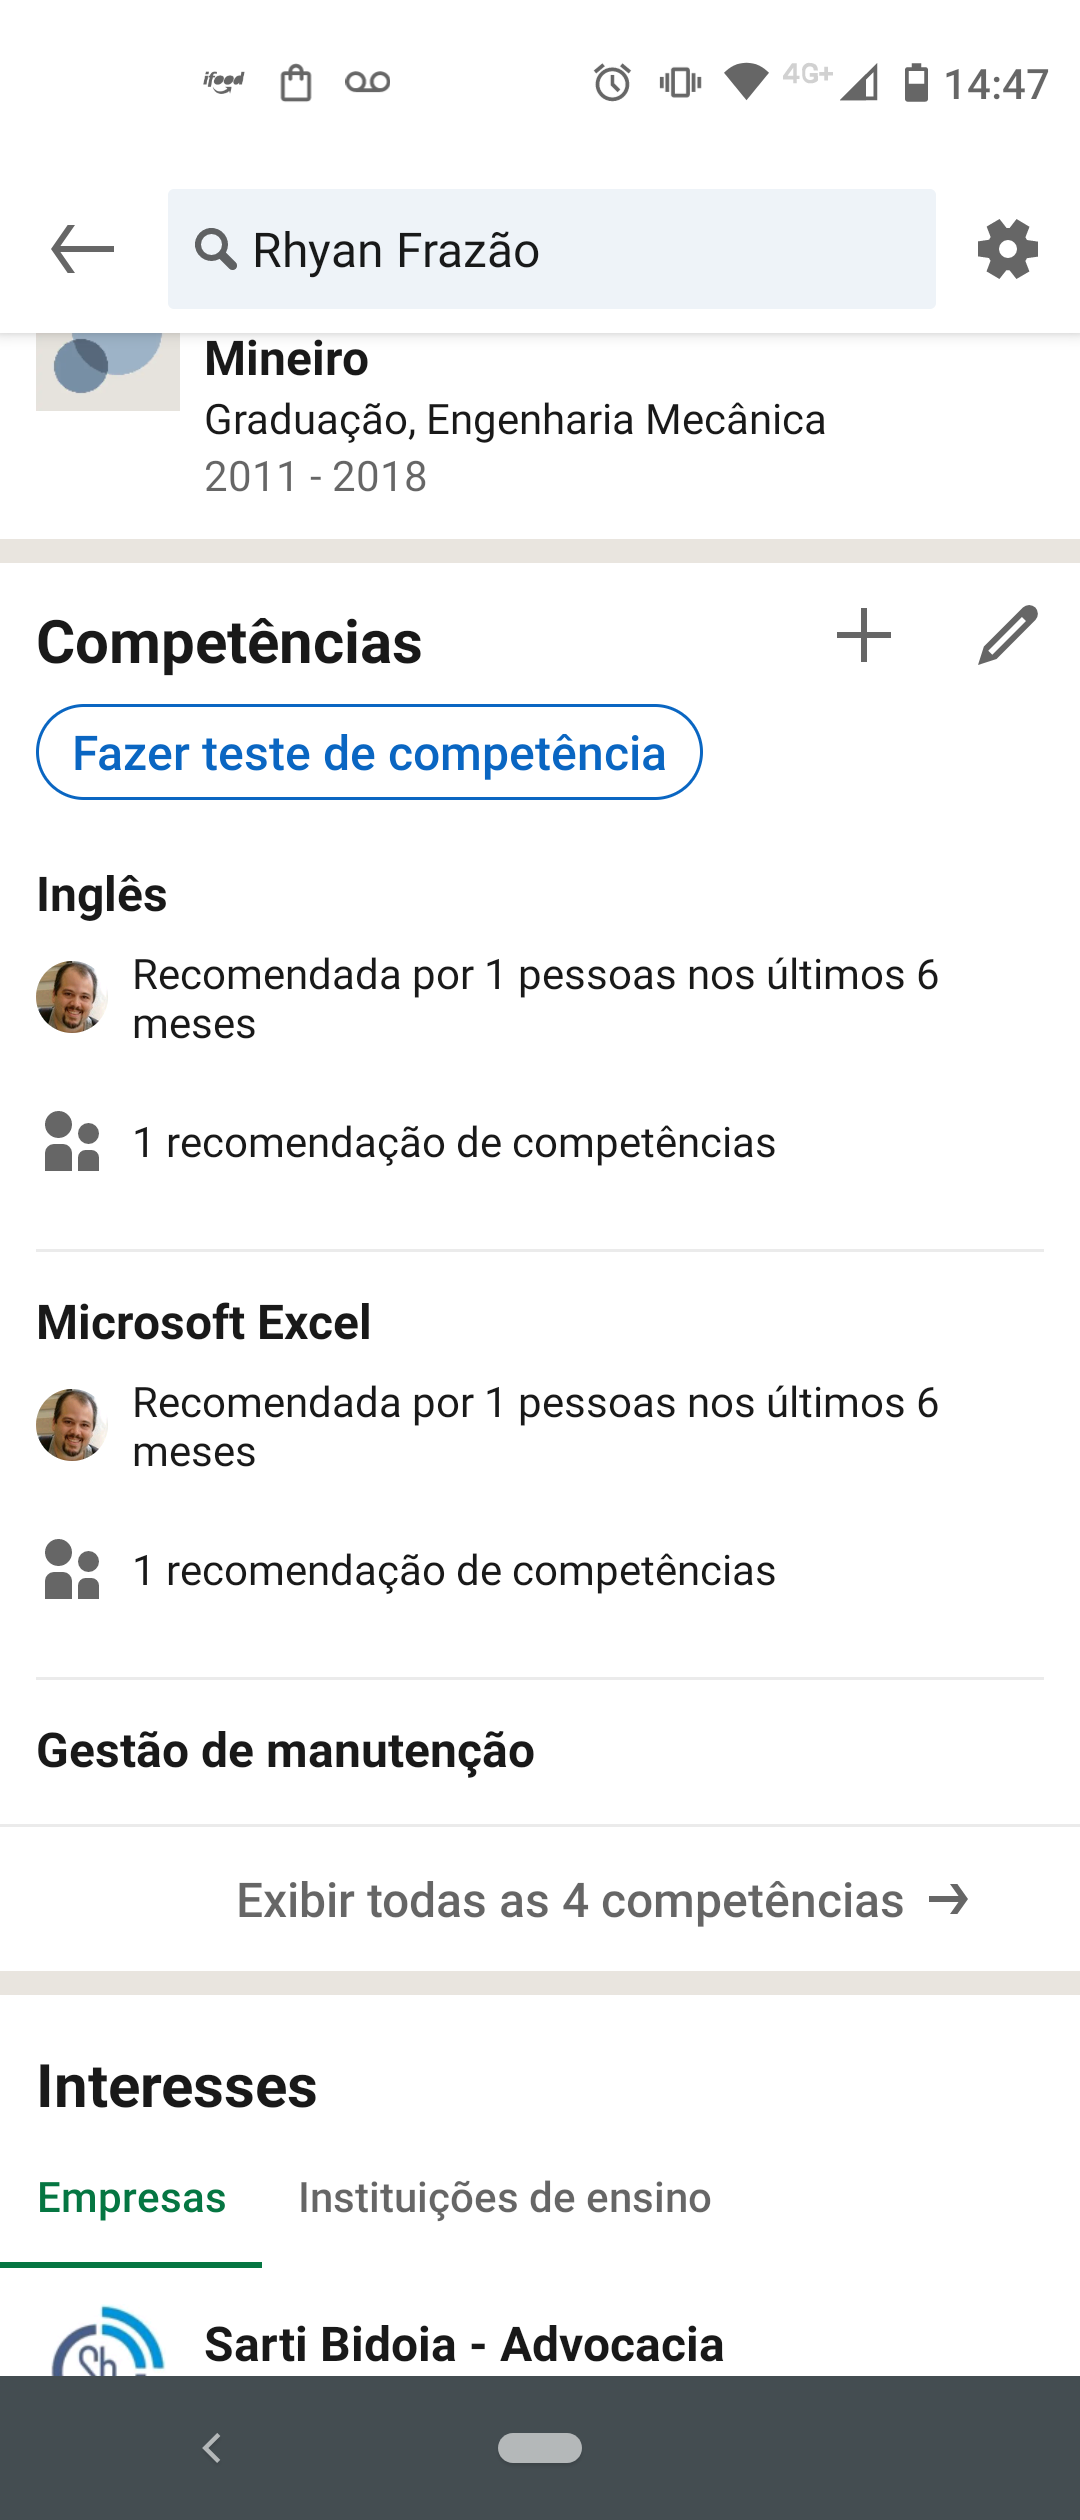 ifood
4G+
14:47
Rhyan Frazão
Mineiro
Graduação, Engenharia Mecânica
2011 - 2018
Competências
Fazer teste de competência
Inglês
Recomendada por 1 pessoas nos últimos 6
meses
1 recomendação de competências
Microsoft Excel
Recomendada por 1 pessoas nos últimos 6
meses
1 recomendação de competências
Gestão de manutenção
Exibir todas as 4 competências
Interesses
Empresas
Instituições de ensino
Sarti Bidoia - Advocacia